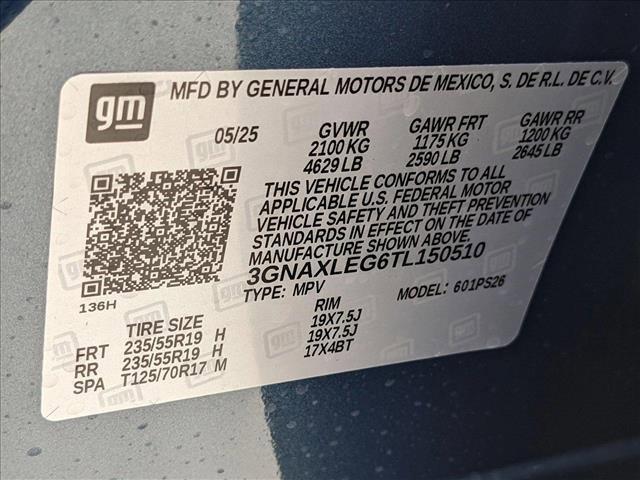 gm
MFD BY GENERAL MOTORS DE MEXICO, S. DE R.L. DE C.V.
05/25 GVWR GAWR FRT GAWR RR
2100 KG 1175 KG 1200 KG
4629 LB 2590 LB 2645 LB
THIS VEHICLE CONFORMS TO ALL
APPLICABLE U.S. FEDERAL MOTOR
VEHICLE SAFETY AND THEFT PREVENTION
STANDARDS IN EFFECT ON THE DATE OF
MANUFACTURE SHOWN ABOVE.
3GNAXLEG6TL150510
TYPE: MPV MODEL: 601PS26
136H
TIRE SIZE RIM
FRT 235/55R19 H 19X7.5J
RR 235/55R19 H 19X7.5J
SPA T125/70R17 M 17X4BT